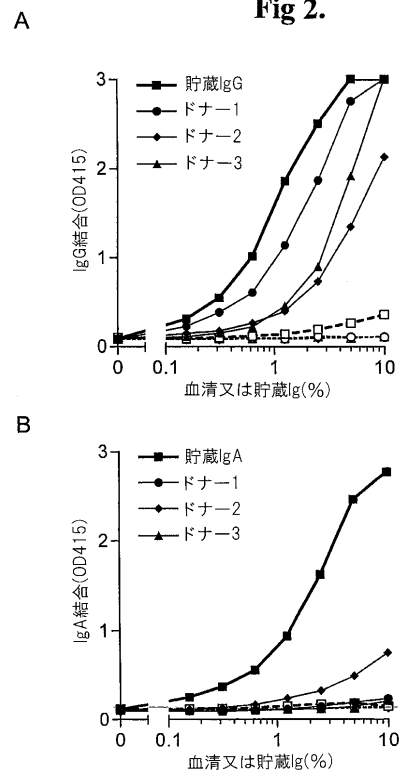 Fig 2.
A
IgG結合(OD415)
3
2
1
0
貯蔵IgG
ドナー1
ドナー2
ドナー3
0 0.1 1 10
血清又は貯蔵Ig(%)
B
IgA結合(OD415)
3
2
1
0
貯蔵IgA
ドナー1
ドナー2
ドナー3
0 0.1 1 10
血清又は貯蔵Ig(%)